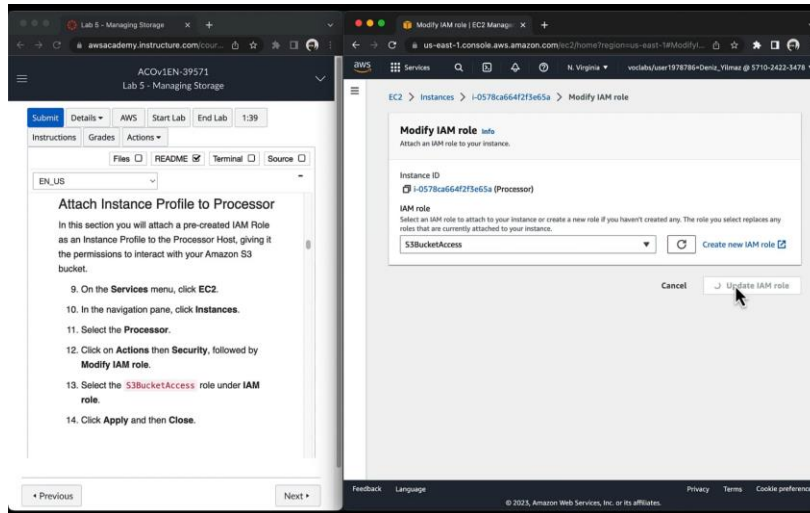 Lab 5 - Managing Storage
awsacademy.instructure.com/cour...
ACOv1EN-39571
Lab 5 - Managing Storage
Submit Details AWS Start Lab End Lab 1:39
Instructions Grades Actions
Files README Terminal Source
EN_US
Attach Instance Profile to Processor
In this section you will attach a pre-created IAM Role
as an Instance Profile to the Processor Host, giving it
the permissions to interact with your Amazon S3
bucket.
9. On the Services menu, click EC2.
10. In the navigation pane, click Instances.
11. Select the Processor.
12. Click on Actions then Security, followed by
Modify IAM role.
13. Select the S3BucketAccess role under IAM
role.
14. Click Apply and then Close.
Previous Next
Modify IAM role | EC2 Manage
us-east-1.console.aws.amazon.com/ec2/home?region=us-east-1#Modify...
aws Services N. Virginia voclabs/user1978786=Deniz_Yilmaz @ 5710-2422-3478
EC2 > Instances > i-0578ca664f2f3e65a > Modify IAM role
Modify IAM role Info
Attach an IAM role to your instance.
Instance ID
i-0578ca664f2f3e65a (Processor)
IAM role
Select an IAM role to attach to your instance or create a new role if you haven't created any. The role you select replaces any
roles that are currently attached to your instance.
S3BucketAccess Create new IAM role
Cancel Update IAM role
Feedback Language Privacy Terms Cookie preference
© 2023, Amazon Web Services, Inc. or its affiliates.